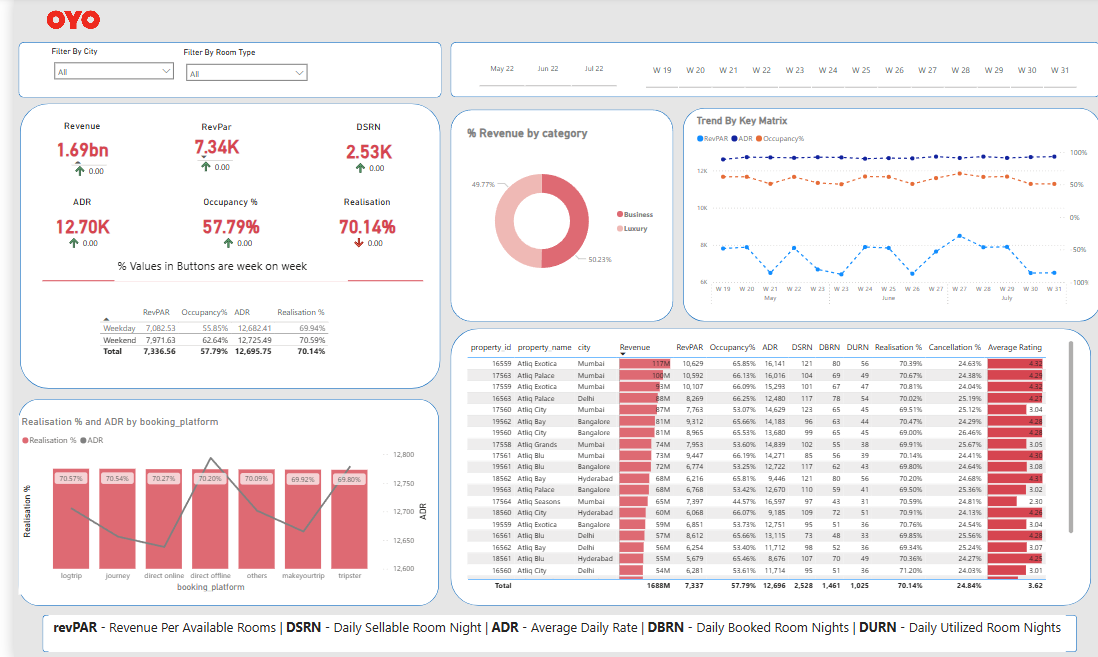 OYO
Filter By City
All
Filter By Room Type
All
May 22 Jun 22 Jul 22
W 19 W 20 W 21 W 22 W 23 W 24 W 25 W 26 W 27 W 28 W 29 W 30 W 31
Revenue RevPar DSRN
1.69bn 7.34K 2.53K
0.00 0.00 0.00
ADR Occupancy % Realisation
12.70K 57.79% 70.14%
0.00 0.00 0.00
% Values in Buttons are week on week
RevPAR Occupancy% ADR Realisation %
Weekday 7,082.53 55.85% 12,682.41 69.94%
Weekend 7,971.63 62.64% 12,725.49 70.59%
Total 7,336.56 57.79% 12,695.75 70.14%
% Revenue by category
49.77%
50.23%
Business
Luxury
Trend By Key Matrix
RevPAR ADR Occupancy%
12K
10K
8K
6K
100%
50%
0%
-50%
-100%
W 19 W 20 W 21 W 22 W 23 W 23 W 24 W 25 W 26 W 27 W 27 W 28 W 29 W 30 W 31
May June July
Realisation % and ADR by booking_platform
Realisation % ADR
Realisation %
70.57% 70.54% 70.27% 70.20% 70.09% 69.92% 69.80%
12,800
12,750
12,700
12,650
12,600
ADR
logtrip journey direct online direct offline others makeyourtrip tripster
booking_platform
property_id property_name city Revenue RevPAR Occupancy% ADR DSRN DBRN DURN Realisation % Cancellation % Average Rating
16559 Atliq Exotica Mumbai 117M 10,629 65.85% 16,141 121 80 56 70.39% 24.63% 4.32
17563 Atliq Palace Mumbai 100M 10,592 66.13% 16,016 104 69 49 70.67% 24.38% 4.29
17559 Atliq Exotica Mumbai 93M 10,107 66.09% 15,293 101 67 47 70.81% 24.04% 4.32
16563 Atliq Palace Delhi 88M 8,269 66.25% 12,480 117 78 54 70.02% 25.19% 4.27
17560 Atliq City Mumbai 87M 7,763 53.07% 14,629 123 65 45 69.51% 25.12% 3.04
19562 Atliq Bay Bangalore 81M 9,312 65.66% 14,183 96 63 44 70.47% 24.29% 4.28
19560 Atliq City Bangalore 81M 8,965 65.53% 13,680 99 65 45 69.00% 26.46% 4.28
17558 Atliq Grands Mumbai 74M 7,953 53.60% 14,839 102 55 38 69.91% 25.67% 3.05
17561 Atliq Blu Mumbai 73M 9,447 66.19% 14,271 85 56 39 70.14% 24.41% 4.30
19561 Atliq Blu Bangalore 72M 6,774 53.25% 12,722 117 62 43 69.80% 24.64% 3.08
18562 Atliq Bay Hyderabad 68M 6,216 65.81% 9,446 121 80 56 70.20% 24.68% 4.31
19563 Atliq Palace Bangalore 68M 6,768 53.42% 12,670 110 59 41 69.50% 25.36% 3.02
17564 Atliq Seasons Mumbai 65M 7,397 44.57% 16,597 97 43 31 70.59% 24.81% 2.30
18560 Atliq City Hyderabad 60M 6,068 66.07% 9,185 109 72 51 70.91% 24.13% 4.26
19559 Atliq Exotica Bangalore 59M 6,851 53.73% 12,751 95 51 36 70.76% 24.54% 3.04
16561 Atliq Blu Delhi 57M 8,612 65.66% 13,115 73 48 33 69.85% 25.56% 4.28
16562 Atliq Bay Delhi 56M 6,254 53.40% 11,712 98 52 36 69.34% 25.24% 3.07
18561 Atliq Blu Hyderabad 55M 5,679 65.46% 8,676 107 70 49 70.36% 24.27% 4.25
16560 Atliq City Delhi 54M 6,281 53.61% 11,714 95 51 36 71.20% 24.03% 3.01
Total 1688M 7,337 57.79% 12,696 2,528 1,461 1,025 70.14% 24.84% 3.62
revPAR - Revenue Per Available Rooms | DSRN - Daily Sellable Room Night | ADR - Average Daily Rate | DBRN - Daily Booked Room Nights | DURN - Daily Utilized Room Nights